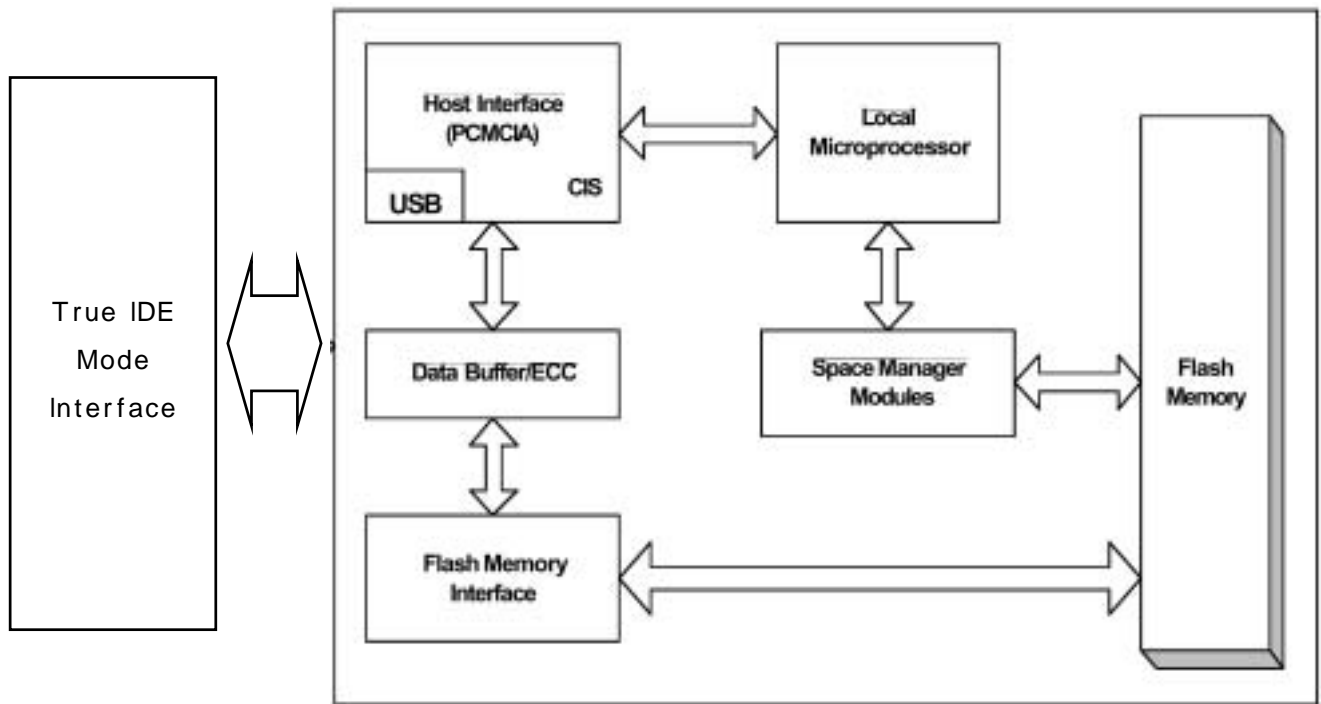 True IDE
Mode
Interface
Host Interface
(PCMCIA)
CIS
USB
Local
Microprocessor
Data Buffer/ECC
Space Manager
Modules
Flash
Memory
Flash Memory
Interface